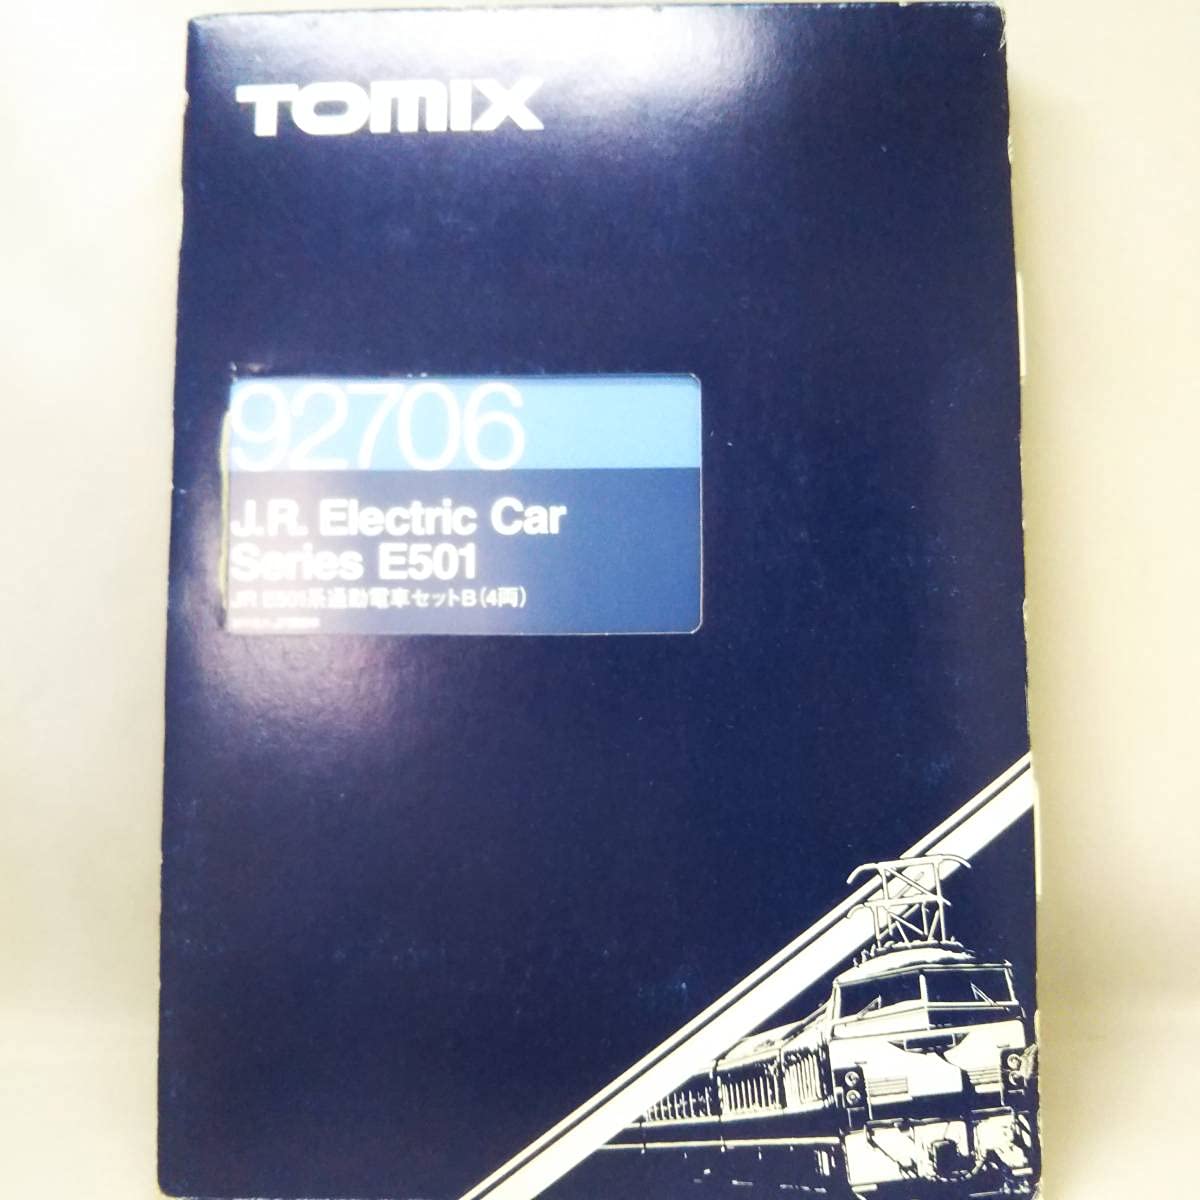 TOMIX
92706
J.R. Electric Car
Series E501
JR E501系通勤電車セットB(4両)